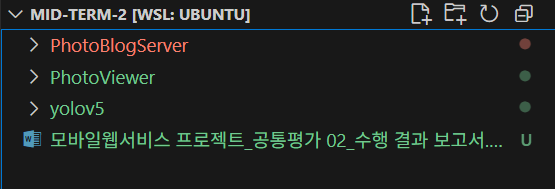 MID-TERM-2 [WSL: UBUNTU]
PhotoBlogServer
PhotoViewer
yolov5
모바일웹서비스 프로젝트_공통평가 02_수행 결과 보고서.... U